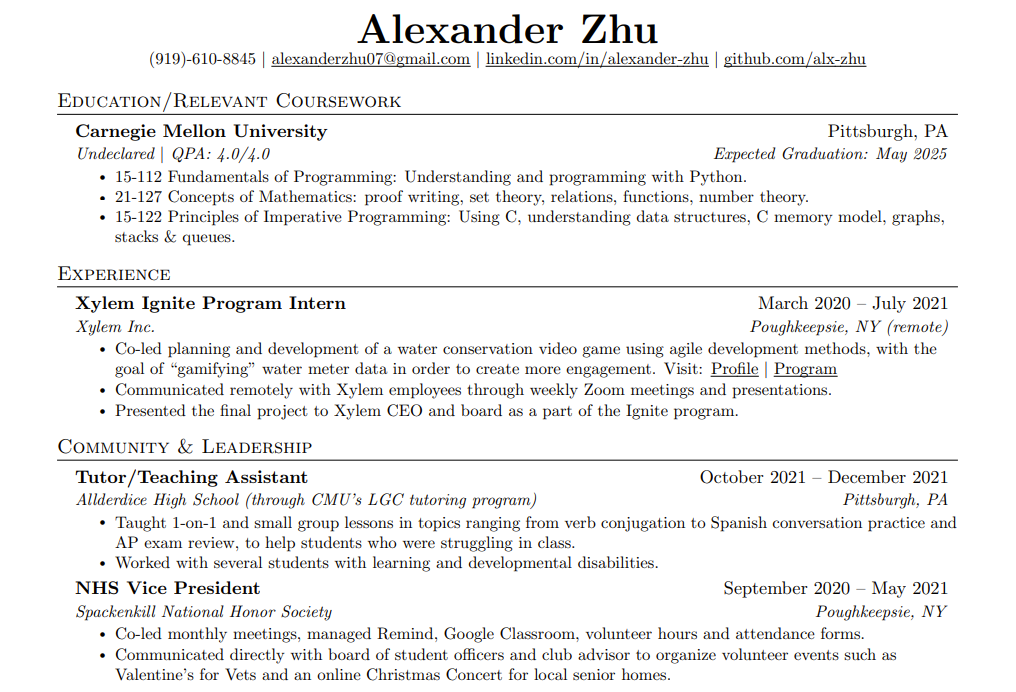 Alexander Zhu
(919)-610-8845 | alexanderzhu07@gmail.com | linkedin.com/in/alexander-zhu | github.com/alx-zhu
Education/Relevant Coursework
Carnegie Mellon University Pittsburgh, PA
Undeclared | QPA: 4.0/4.0 Expected Graduation: May 2025
• 15-112 Fundamentals of Programming: Understanding and programming with Python.
• 21-127 Concepts of Mathematics: proof writing, set theory, relations, functions, number theory.
• 15-122 Principles of Imperative Programming: Using C, understanding data structures, C memory model, graphs,
stacks & queues.
Experience
Xylem Ignite Program Intern March 2020 – July 2021
Xylem Inc. Poughkeepsie, NY (remote)
• Co-led planning and development of a water conservation video game using agile development methods, with the
goal of “gamifying” water meter data in order to create more engagement. Visit: Profile | Program
• Communicated remotely with Xylem employees through weekly Zoom meetings and presentations.
• Presented the final project to Xylem CEO and board as a part of the Ignite program.
Community & Leadership
Tutor/Teaching Assistant October 2021 – December 2021
Allderdice High School (through CMU's LGC tutoring program) Pittsburgh, PA
• Taught 1-on-1 and small group lessons in topics ranging from verb conjugation to Spanish conversation practice and
AP exam review, to help students who were struggling in class.
• Worked with several students with learning and developmental disabilities.
NHS Vice President September 2020 – May 2021
Spackenkill National Honor Society Poughkeepsie, NY
• Co-led monthly meetings, managed Remind, Google Classroom, volunteer hours and attendance forms.
• Communicated directly with board of student officers and club advisor to organize volunteer events such as
Valentine's for Vets and an online Christmas Concert for local senior homes.